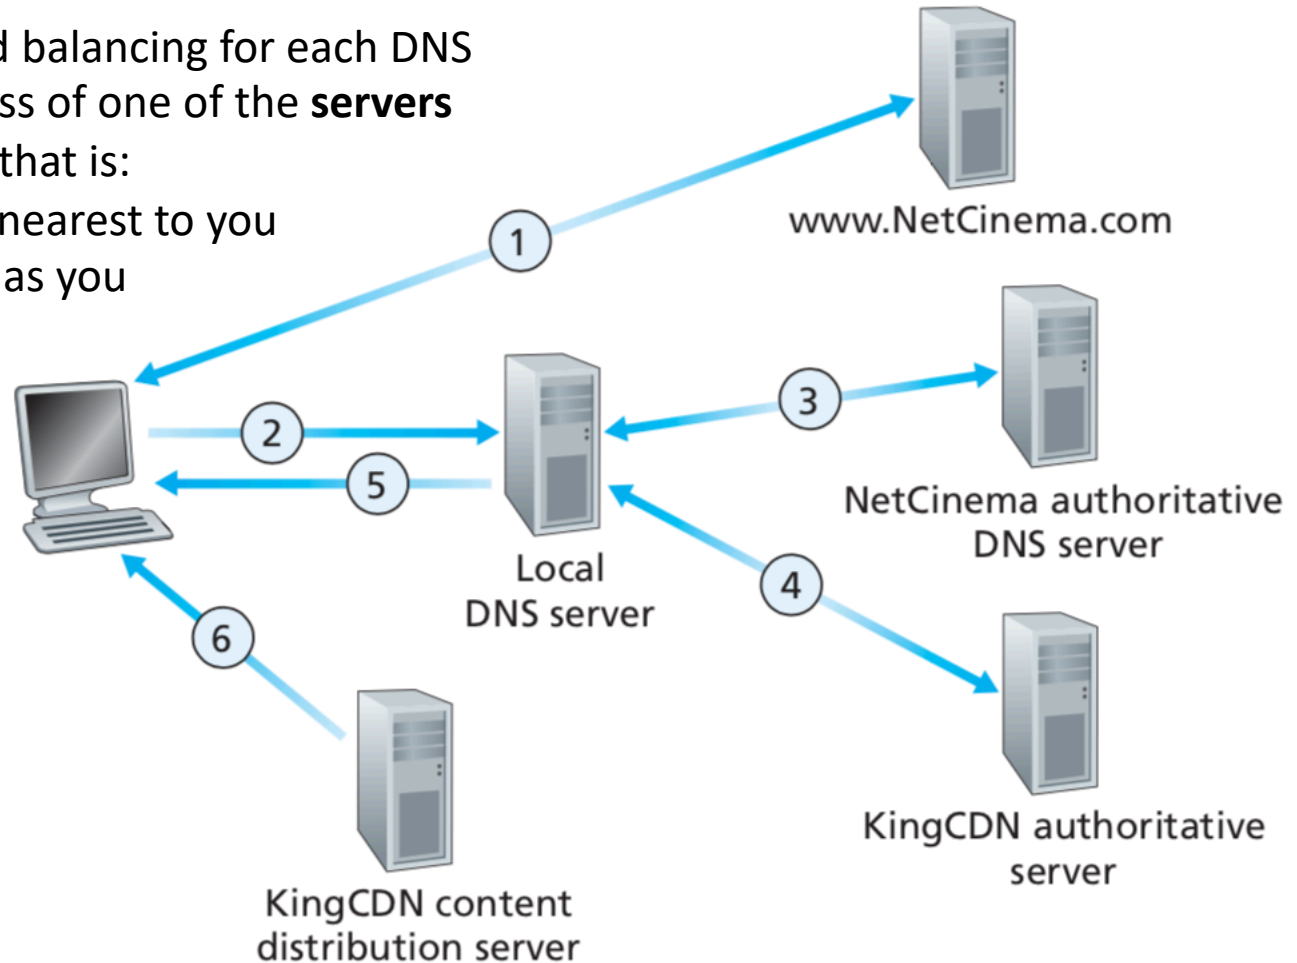 d balancing for each DNS
ss of one of the servers
that is:
nearest to you
as you
www.NetCinema.com
1
2
3
NetCinema authoritative
DNS server
5
Local
DNS server
4
6
KingCDN authoritative
server
KingCDN content
distribution server